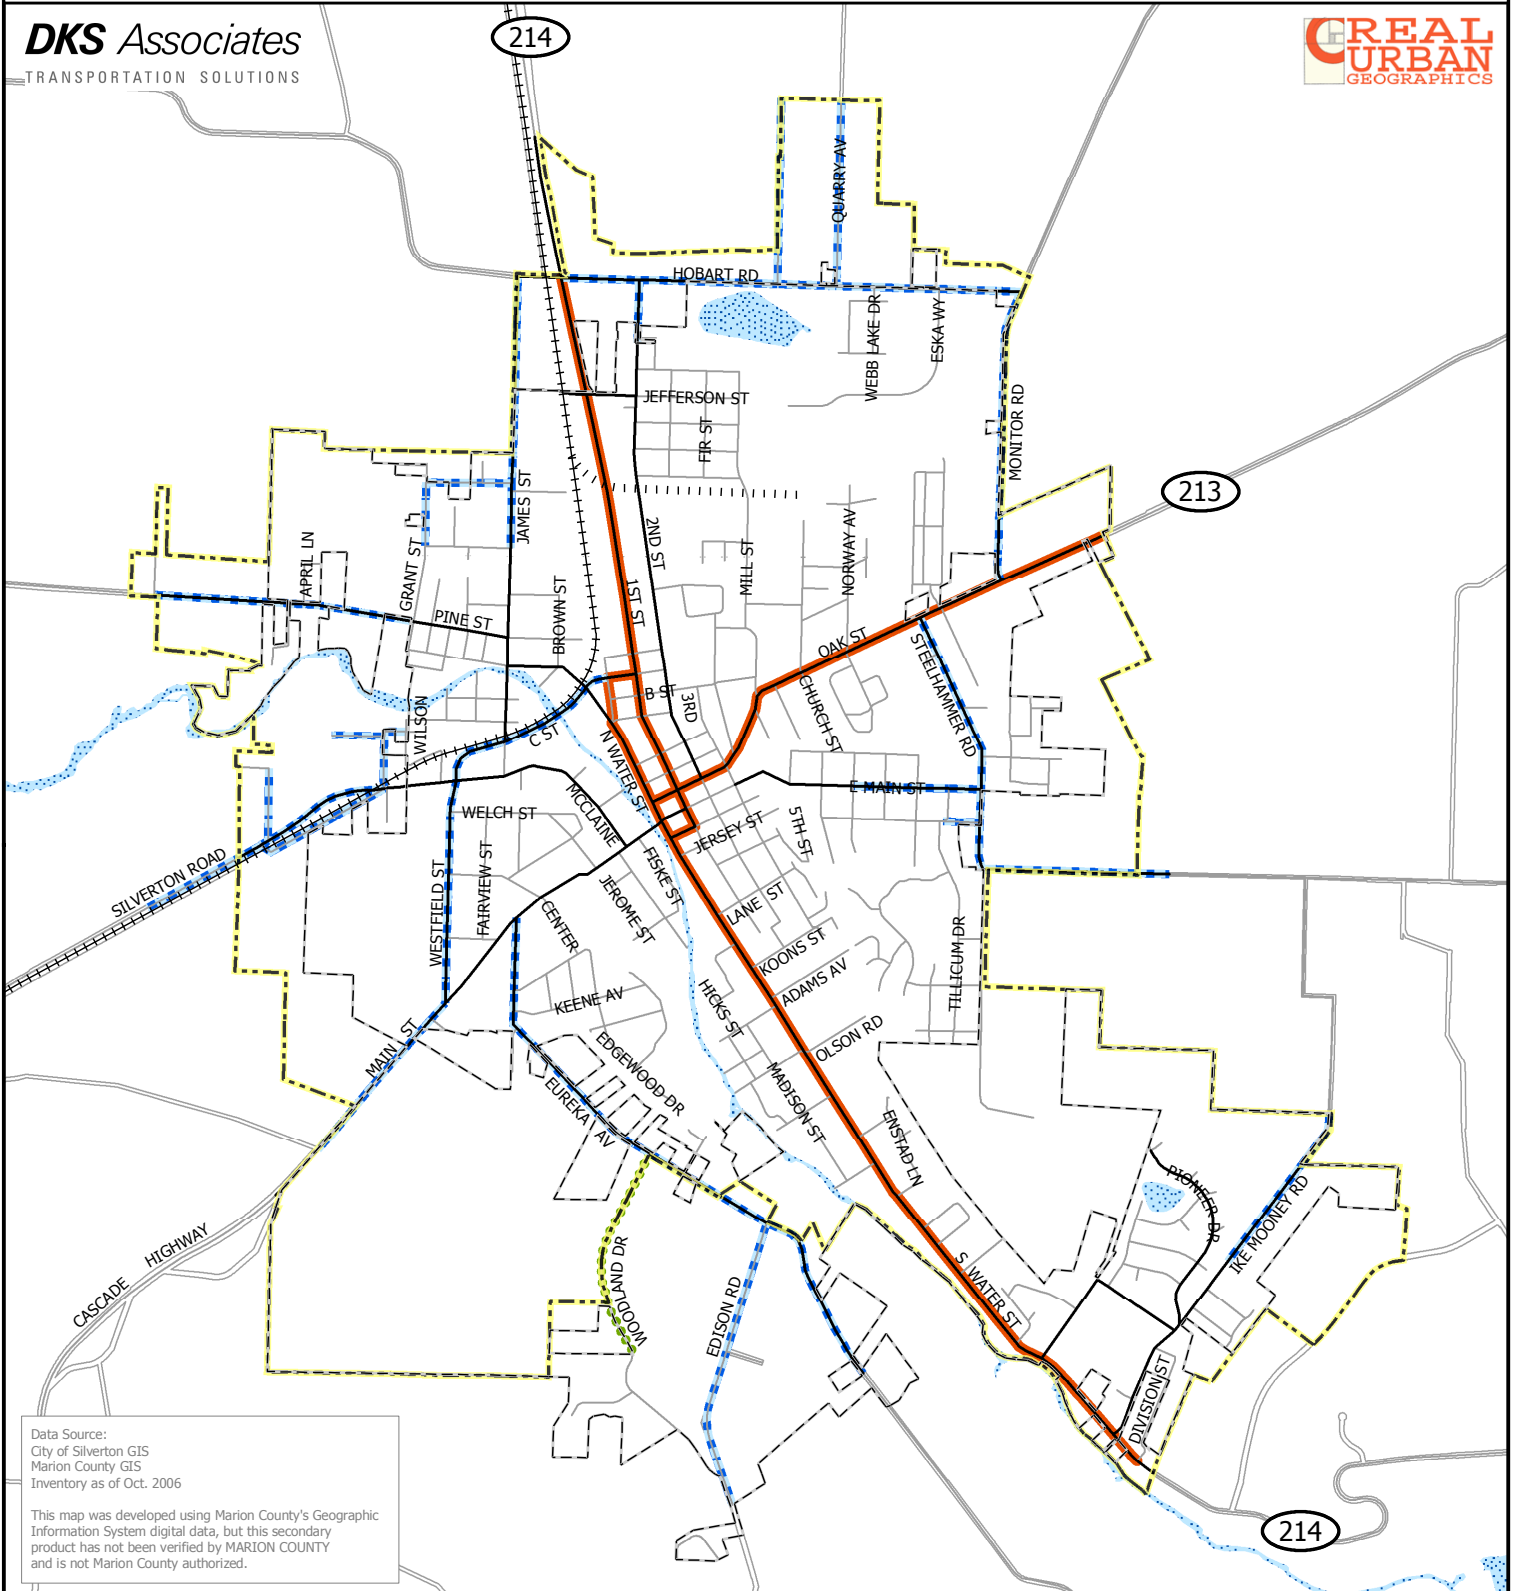 DKS Associates
TRANSPORTATION SOLUTIONS
214
CREAL
URBAN
GEOGRAPHICS
QUARRY AV
HOBART RD
WEBB LAKE DR
ESKA WY
JEFFERSON ST
FIR ST
MONITOR RD
213
JAMES ST
2ND ST
APRIL LN
GRANT ST
MILL ST
NORWAY AV
BROWN ST
1ST ST
PINE ST
OAK ST
STEELHAMMER RD
B ST
3RD
CHURCH ST
WILSON
C ST
N WATER ST
E MAIN ST
MCCLAINE
WELCH ST
JERSEY ST
5TH ST
SILVERTON ROAD
FISKE ST
WESTFIELD ST
FAIRVIEW ST
JEROME ST
LANE ST
CENTER
KOONS ST
TILLICUM DR
ADAMS AV
KEENE AV
HICKS ST
OLSON RD
MAIN ST
EDGEWOOD DR
EUREKA AV
MADISON ST
ENSTAD LN
PIONEER DR
IKE MOONEY RD
CASCADE HIGHWAY
WOODLAND DR
EDISON RD
S WATER ST
DIVISION ST
214
Data Source:
City of Silverton GIS
Marion County GIS
Inventory as of Oct. 2006
This map was developed using Marion County's Geographic
Information System digital data, but this secondary
product has not been verified by MARION COUNTY
and is not Marion County authorized.